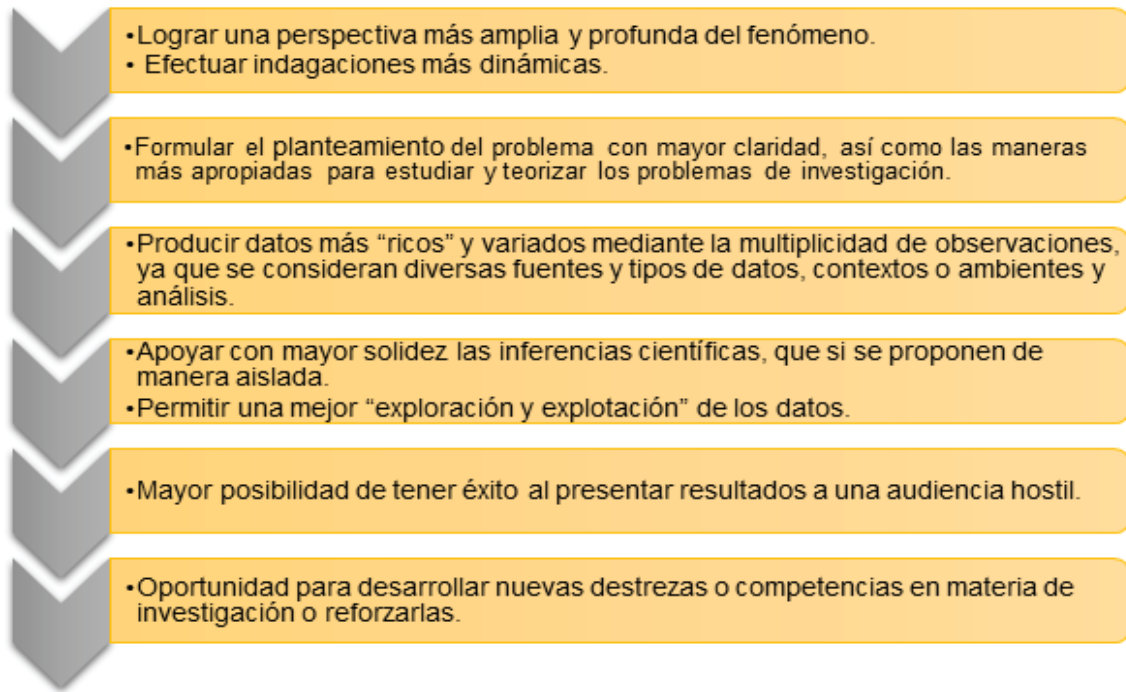 •Lograr una perspectiva más amplia y profunda del fenómeno.
• Efectuar indagaciones más dinámicas.
•Formular el planteamiento del problema con mayor claridad, así como las maneras
más apropiadas para estudiar y teorizar los problemas de investigación.
•Producir datos más “ricos” y variados mediante la multiplicidad de observaciones,
ya que se consideran diversas fuentes y tipos de datos, contextos o ambientes y
análisis.
•Apoyar con mayor solidez las inferencias científicas, que si se proponen de
manera aislada.
•Permitir una mejor “exploración y explotación” de los datos.
•Mayor posibilidad de tener éxito al presentar resultados a una audiencia hostil.
•Oportunidad para desarrollar nuevas destrezas o competencias en materia de
investigación o reforzarlas.